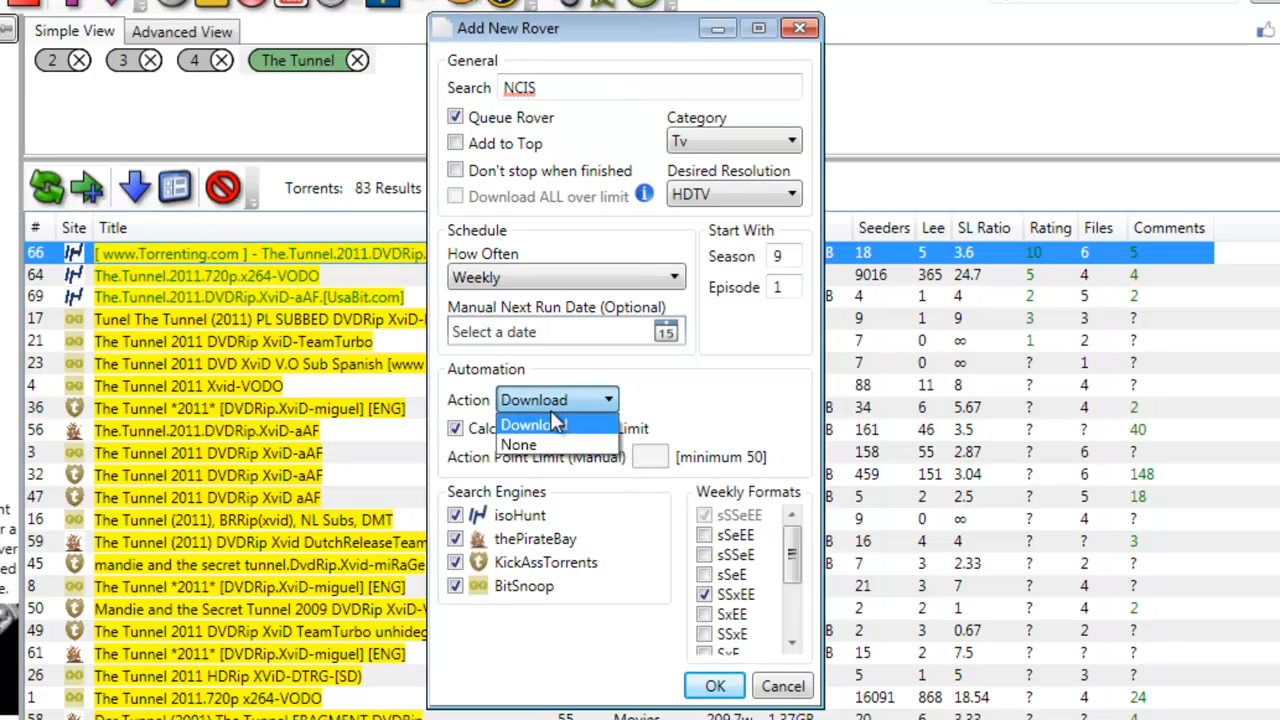 Add New Rover
Simple View
Advanced View
2
3
4
The Tunnel
General
Search NCIS
Queue Rover
Category
Add to Top
Tv
Don't stop when finished
Desired Resolution
Download ALL over limit
HDTV
Schedule
Start With
How Often
Season 9
Weekly
Episode 1
Manual Next Run Date (Optional)
Select a date 15
Automation
Action Download
Download
None
Limit
Action Point Limit (Manual) [minimum 50]
Search Engines
Weekly Formats
isoHunt
thePirateBay
KickAssTorrents
BitSnoop
sSSeEE
sSeEE
sSSeE
sSeE
SSxEE
SxEE
SSxE
SxE
OK Cancel
Torrents: 83 Results
# Site Title Seeders Lee SL Ratio Rating Files Comments
66 [ www.Torrenting.com ] - The.Tunnel.2011.DVDRip. B 18 5 3.6 10 6 5
64 The.Tunnel.2011.720p.x264-VODO 9016 365 24.7 5 4 4
69 The.Tunnel.2011.DVDRip.XviD-aAF.[UsaBit.com] B 4 1 4 2 5 2
17 Tunel The Tunnel (2011) PL SUBBED DVDRip XviD- 9 1 9 3 3 ?
21 The Tunnel 2011 DVDRip XviD-TeamTurbo 7 0 ∞ 1 4 ?
23 The Tunnel 2011 DVD XviD V.O Sub Spanish [www 7 0 ∞ ? 1 ?
4 The Tunnel 2011 Xvid-VODO 88 11 8 ? 4 ?
36 The Tunnel *2011* [DVDRip.XviD-miguel] [ENG] 34 6 5.67 ? 4 2
56 The.Tunnel.2011.DVDRip.XviD-aAF 161 46 3.5 ? 4 40
3 The Tunnel 2011 DVDRip XviD-aAF 158 55 2.87 ? 6 ?
32 The Tunnel 2011 DVDRip XviD-aAF 459 151 3.04 ? 6 148
47 The Tunnel 2011 DVDRip XviD aAF 5 2 2.5 ? 5 18
16 The Tunnel (2011), BRRip(xvid), NL Subs, DMT 9 0 ∞ ? 4 ?
59 The Tunnel (2011) DVDRip Xvid DutchReleaseTeam B 16 4 4 ? ? 3
45 mandie and the secret tunnel.DvdRip.Xvid-miRaGe B 7 3 2.33 ? 2 ?
8 The Tunnel *2011* [DVDRip.XviD-miguel] [ENG] 21 3 7 ? 4 ?
50 Mandie and the Secret Tunnel 2009 DVDRip XviD-V 2 2 1 ? 4 2
49 The Tunnel 2011 DVDRip XviD TeamTurbo unhideg B 2 3 0.67 ? ? ?
61 The Tunnel *2011* [DVDRip.XviD-miguel] [ENG] B 15 2 7.5 ? ? ?
26 The Tunnel 2011 HDRip XViD-DTRG-[SD] 5 1 5 ? 3 ?
1 The Tunnel 2011.720p x264-VODO 16091 868 18.54 ? 4 24